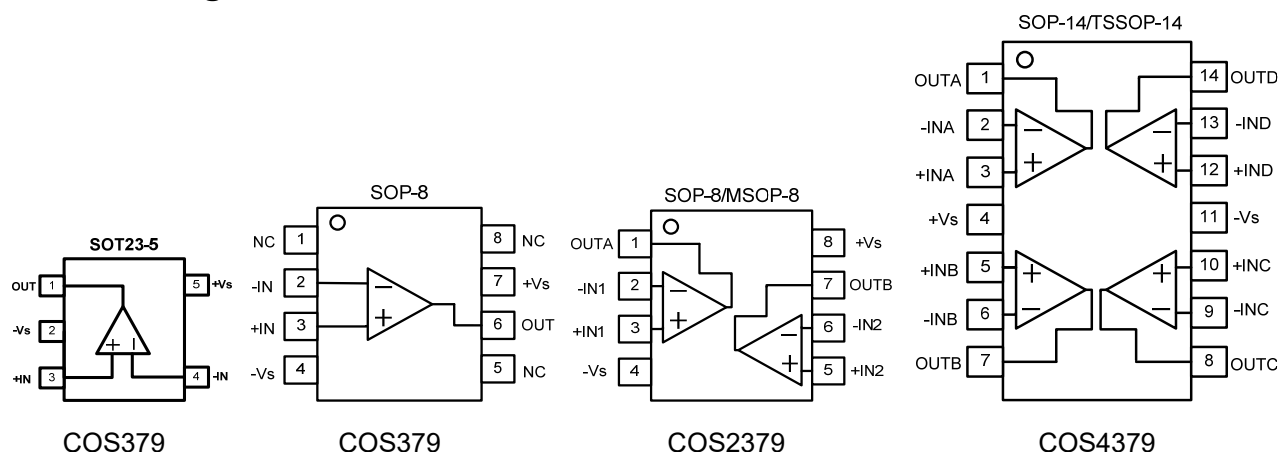 SOT23-5
OUT 1
5 +Vs
-Vs 2
+IN 3
4 -IN
COS379
SOP-8
NC 1
8 NC
-IN 2
7 +Vs
+IN 3
6 OUT
-Vs 4
5 NC
COS379
SOP-8/MSOP-8
OUTA 1
8 +Vs
-IN1 2
7 OUTB
+IN1 3
6 -IN2
-Vs 4
5 +IN2
COS2379
SOP-14/TSSOP-14
OUTA 1
14 OUTD
-INA 2
13 -IND
+INA 3
12 +IND
+Vs 4
11 -Vs
+INB 5
10 +INC
-INB 6
9 -INC
OUTB 7
8 OUTC
COS4379